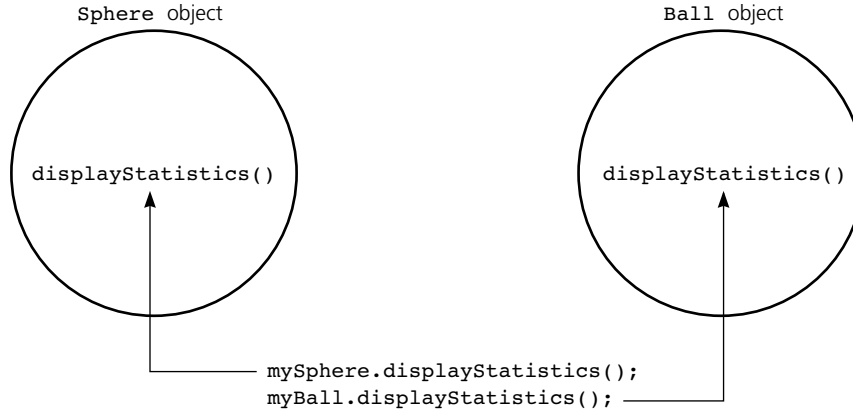 Sphere object
Ball object
displayStatistics()
displayStatistics()
mySphere.displayStatistics();
myBall.displayStatistics();